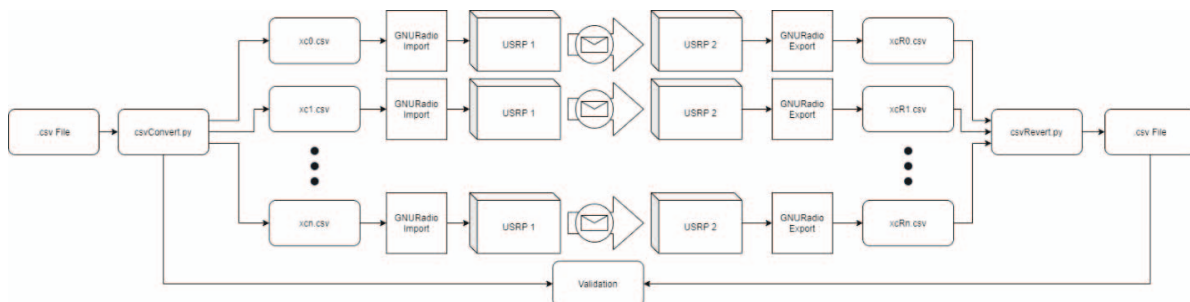 xc0.csv
GNURadio
Import
USRP 1
USRP 2
GNURadio
Export
xcR0.csv
.csv File
csvConvert.py
xc1.csv
GNURadio
Import
USRP 1
USRP 2
GNURadio
Export
xcR1.csv
csvRevert.py
.csv File
xcn.csv
GNURadio
Import
USRP 1
USRP 2
GNURadio
Export
xcRn.csv
Validation